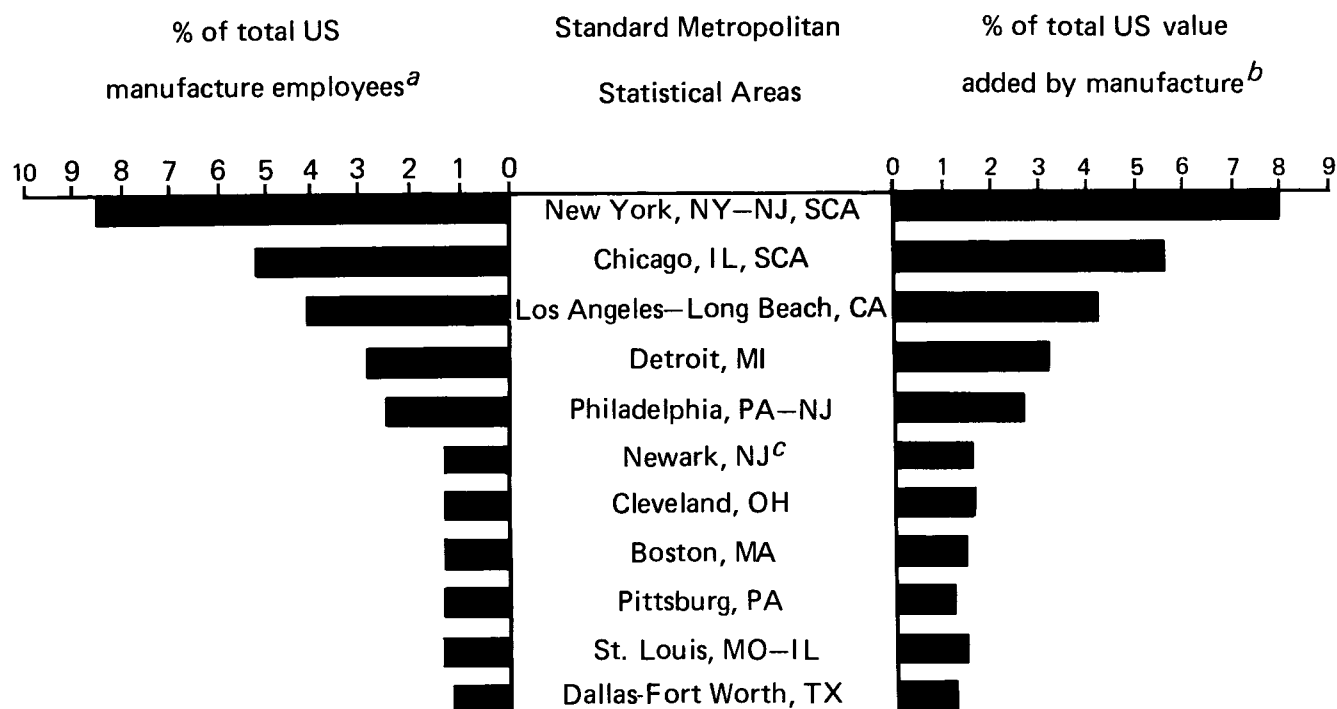 % of total US
manufacture employeesa
Standard Metropolitan
Statistical Areas
% of total US value
added by manufactureb
10 9 8 7 6 5 4 3 2 1 0
0 1 2 3 4 5 6 7 8 9
New York, NY–NJ, SCA
Chicago, IL, SCA
Los Angeles–Long Beach, CA
Detroit, MI
Philadelphia, PA–NJ
Newark, NJc
Cleveland, OH
Boston, MA
Pittsburg, PA
St. Louis, MO–IL
Dallas-Fort Worth, TX